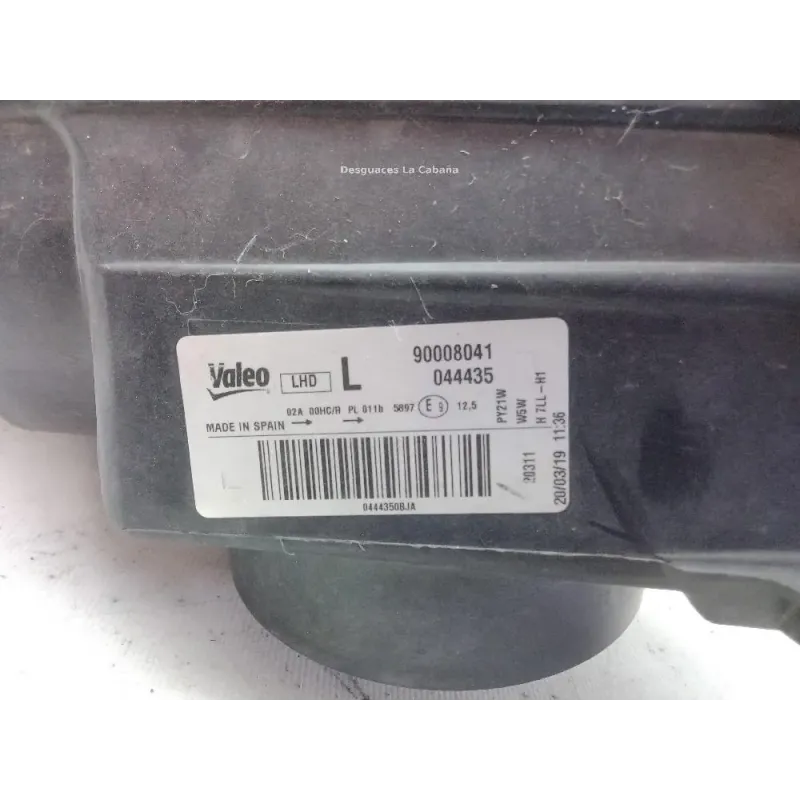 Desguaces La Cabaña
Valeo LHD L 90008041
044435
02A 00HC/R PL 011b 5897 E9 12,5
MADE IN SPAIN → →
0444350BJA
PY21W
W5W
H7LL-H1
20311
20/03/19 11:36